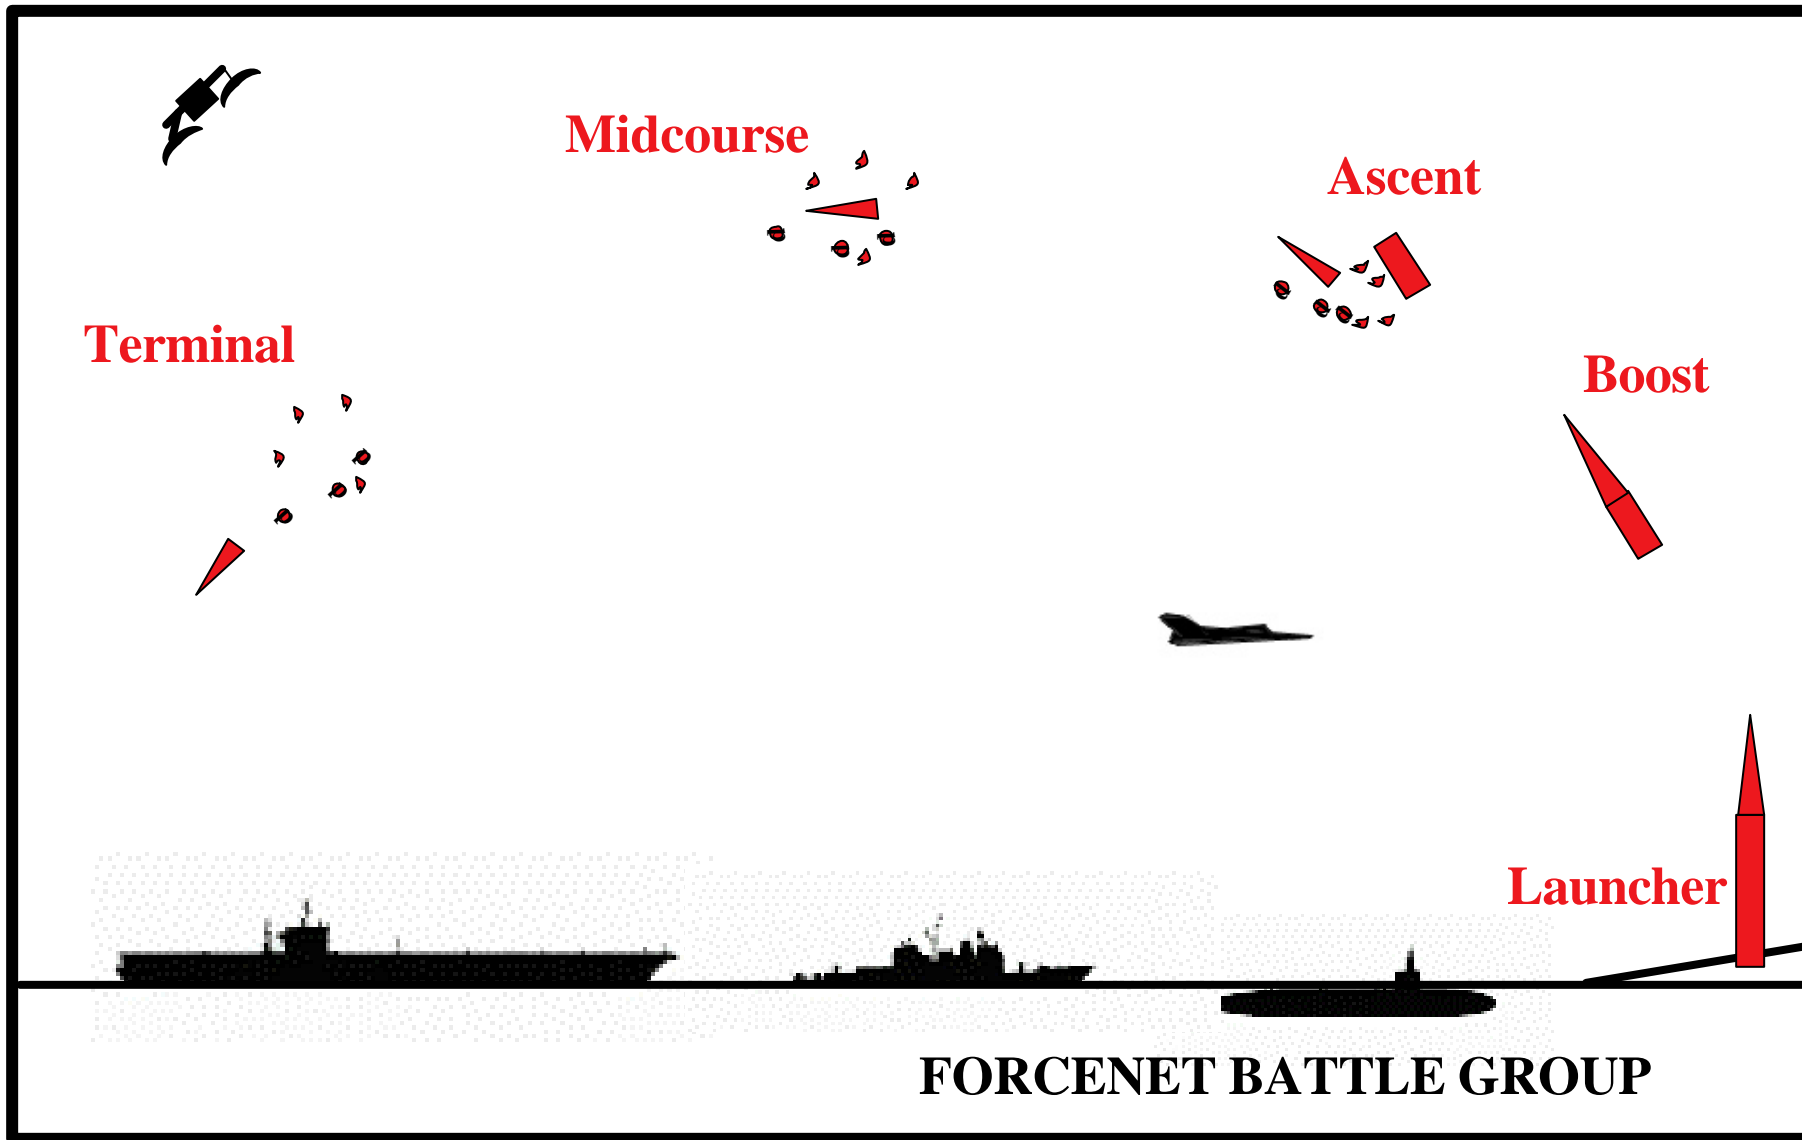 Midcourse
Ascent
Terminal
Boost
Launcher
FORCENET BATTLE GROUP